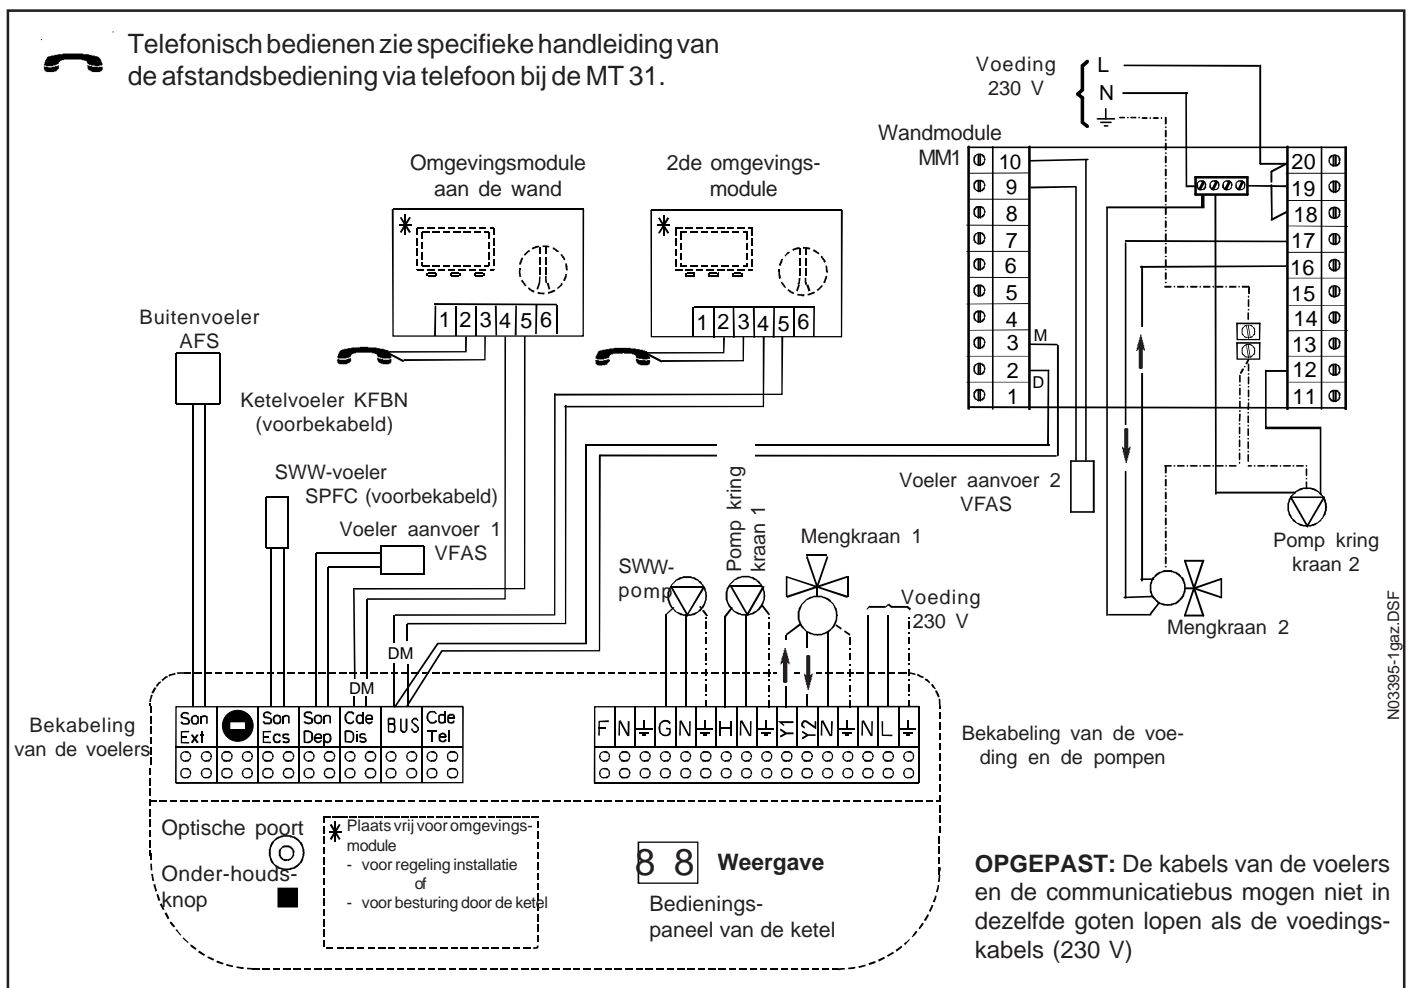 Telefonisch bedienen zie specifieke handleiding van
de afstandsbediening via telefoon bij de MT 31.
Voeding
230 V
L
N
Wandmodule
MM1
10
9
8
7
6
5
4
3
2
1
M
D
20
19
18
17
16
15
14
13
12
11
Omgevingsmodule
aan de wand
1 2 3 4 5 6
2de omgevings-
module
1 2 3 4 5 6
Buitenvoeler
AFS
Ketelvoeler KFBN
(voorbekabeld)
SWW-voeler
SPFC (voorbekabeld)
Voeler aanvoer 1
VFAS
Voeler aanvoer 2
VFAS
Pomp kring
kraan 2
Mengkraan 2
SWW-
pomp
Pomp kring
kraan 1
Mengkraan 1
Voeding
230 V
DM
DM
Bekabeling
van de voelers
Son
Ext
Son
Ecs
Son
Dep
Cde
Dis
BUS
Cde
Tel
F N G N H N Y1 Y2 N N L
Bekabeling van de voe-
ding en de pompen
Optische poort
Onder-houds-
knop
Plaats vrij voor omgevings-
module
- voor regeling installatie
of
- voor besturing door de ketel
8 8 Weergave
Bedienings-
paneel van de ketel
OPGEPAST: De kabels van de voelers
en de communicatiebus mogen niet in
dezelfde goten lopen als de voedings-
kabels (230 V)
N03395-1gaz.DSF